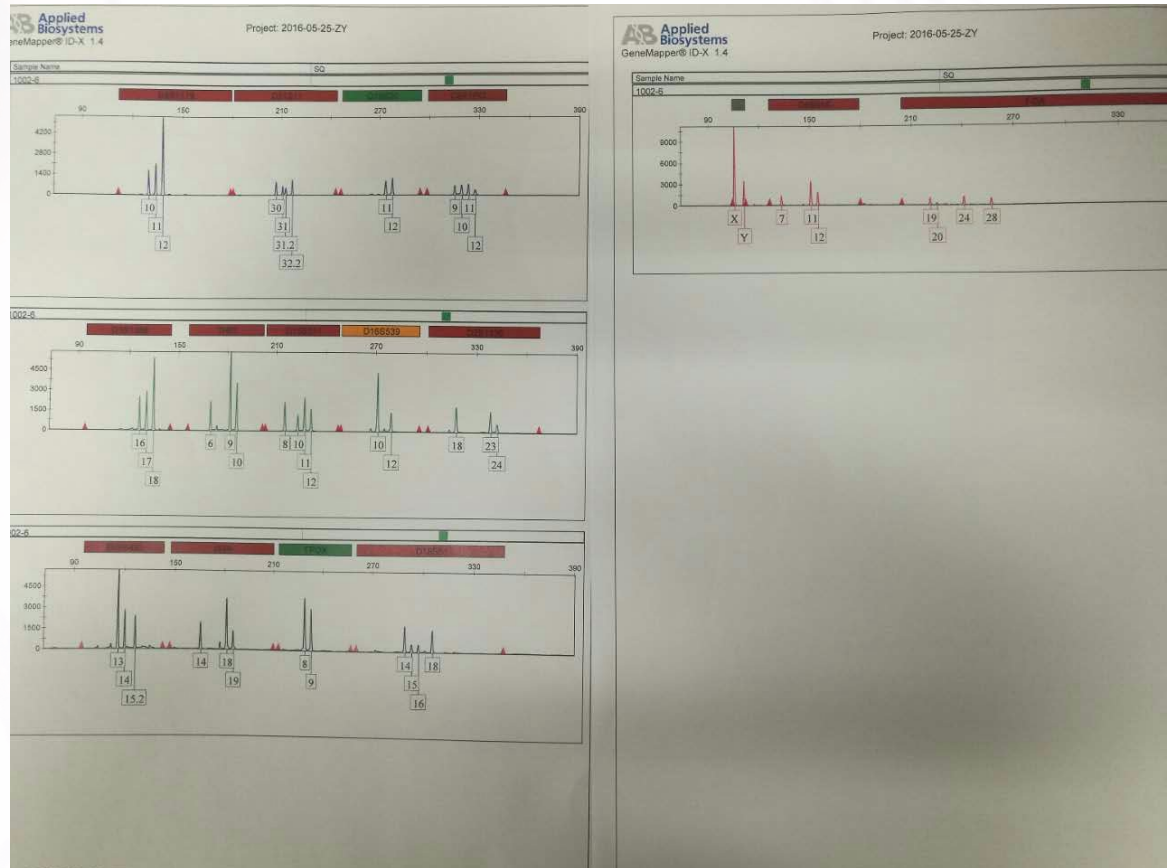 Applied
Biosystems
GeneMapper® ID-X 1.4
Project: 2016-05-25-ZY
Sample Name
SQ
1002-6
90 150 210 270 330 390
4200
2800
1400
0
10 30 11 9 11
11 31 12 10
12 31.2 12
32.2
1002-6
D16S539
90 150 210 270 330 390
4500
3000
1500
0
16 6 9 8 10 10 18 23
17 10 11 12 24
18 12
02-6
TPOX
90 150 210 270 330 390
4500
3000
1500
0
13 14 18 8 14 18
14 19 9 15
15.2 16
Applied
Biosystems
GeneMapper® ID-X 1.4
Project: 2016-05-25-ZY
Sample Name
SQ
1002-6
90 150 210 270 330
9000
6000
3000
0
X 7 11 19 24 28
Y 12 20